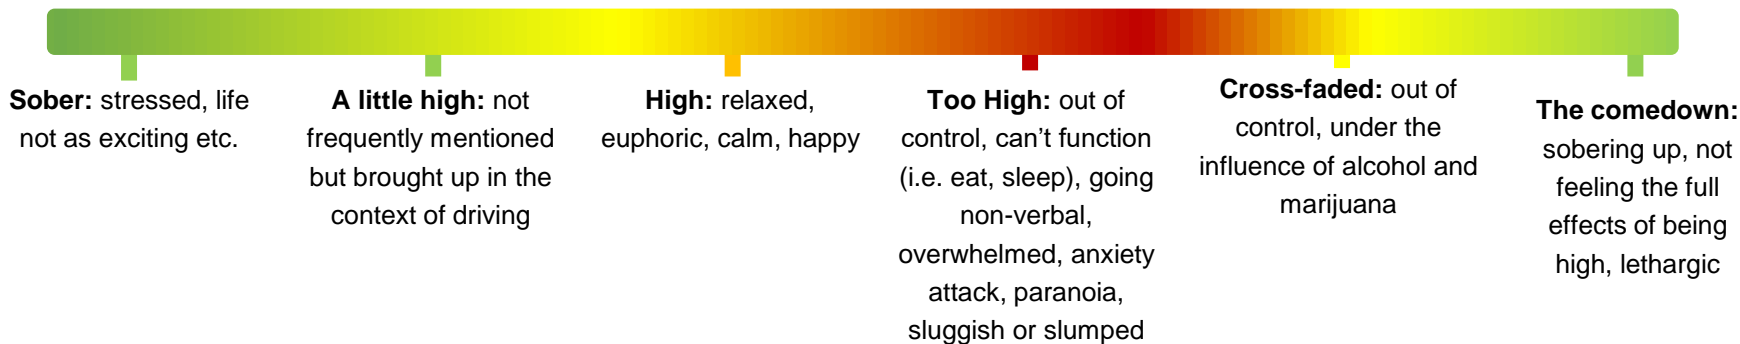 Sober: stressed, life
not as exciting etc.
A little high: not
frequently mentioned
but brought up in the
context of driving
High: relaxed,
euphoric, calm, happy
Too High: out of
control, can’t function
(i.e. eat, sleep), going
non-verbal,
overwhelmed, anxiety
attack, paranoia,
sluggish or slumped
Cross-faded: out of
control, under the
influence of alcohol and
marijuana
The comedown:
sobering up, not
feeling the full
effects of being
high, lethargic